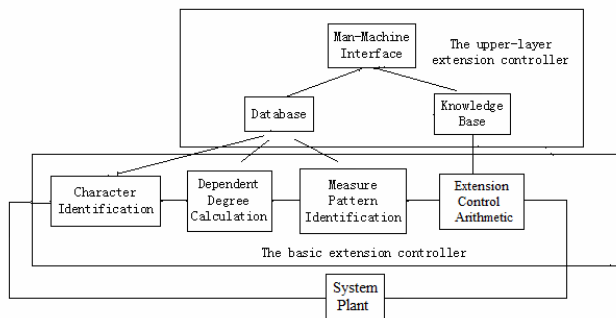 Man-Machine
Interface
The upper-layer
extension controller
Database
Knowledge
Base
Character
Identification
Dependent
Degree
Calculation
Measure
Pattern
Identification
Extension
Control
Arithmetic
The basic extension controller
System
Plant